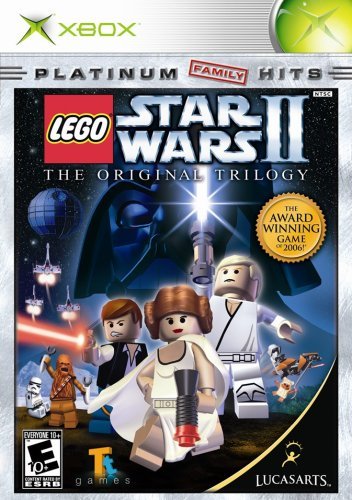 XBOX
PLATINUM FAMILY HITS
NTSC
LEGO
STAR WARS II
THE ORIGINAL TRILOGY
THE
AWARD
WINNING
GAME
OF 2006!*
EVERYONE 10+
E
10+
CONTENT RATED BY
ESRB
Tt
games
LUCASARTS